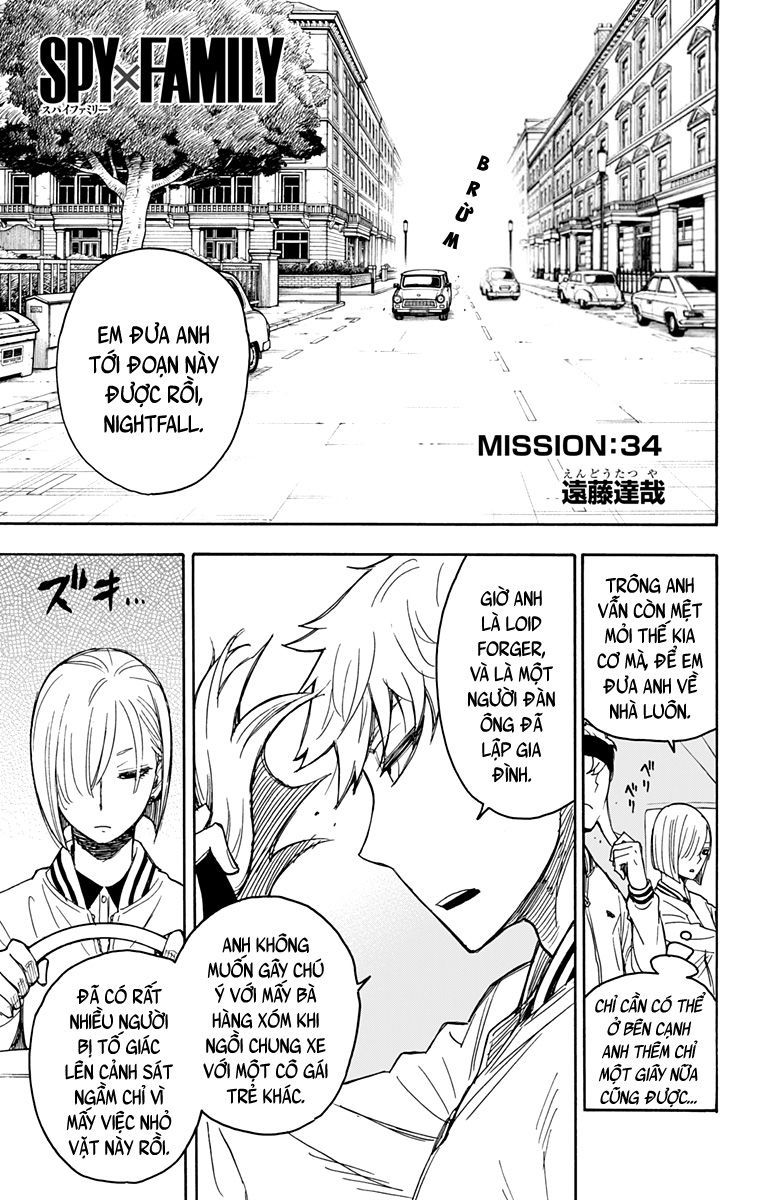 SPY×FAMILY
スパイファミリー
BRỪM
EM ĐƯA ANH
TỚI ĐOẠN NÀY
ĐƯỢC RỒI,
NIGHTFALL.
MISSION:34
えんどうたつや
遠藤達哉
TRÔNG ANH
VẪN CÒN MỆT
MỎI THẾ KIA
CƠ MÀ, ĐỂ EM
ĐƯA ANH VỀ
NHÀ LUÔN.
CHỈ CẦN CÓ THỂ
Ở BÊN CẠNH
ANH THÊM CHỈ
MỘT GIÂY NỮA
CŨNG ĐƯỢC...
GIỜ ANH
LÀ LOID
FORGER,
VÀ LÀ MỘT
NGƯỜI ĐÀN
ÔNG ĐÃ
LẬP GIA
ĐÌNH.
ANH KHÔNG
MUỐN GÂY CHÚ
Ý VỚI MẤY BÀ
HÀNG XÓM KHI
NGỒI CHUNG XE
VỚI MỘT CÔ GÁI
TRẺ KHÁC.
ズキ...
ĐÃ CÓ RẤT
NHIỀU NGƯỜI
BỊ TỐ GIÁC
LÊN CẢNH SÁT
NGẦM CHỈ VÌ
MẤY VIỆC NHỎ
VẶT NÀY RỒI.